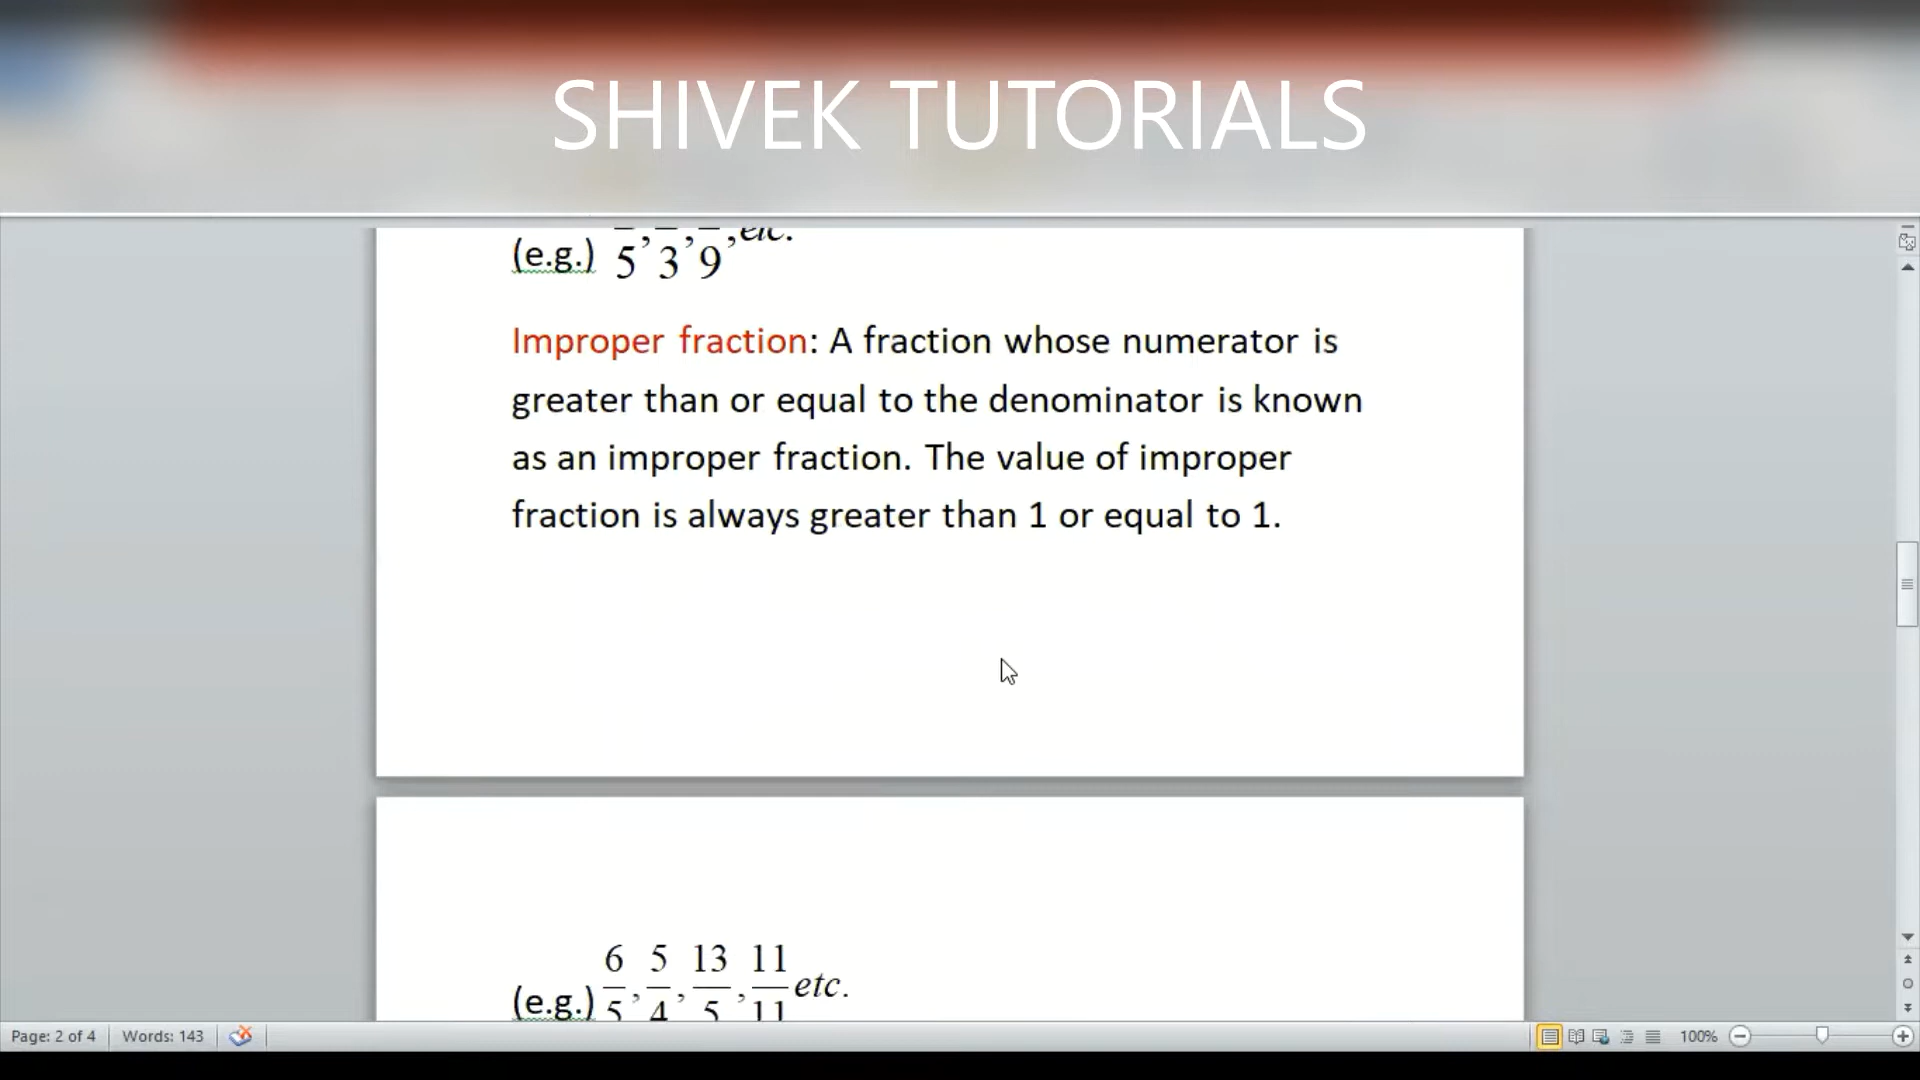 SHIVEK TUTORIALS
(e.g.) 5, 3, 9, etc.
Improper fraction: A fraction whose numerator is
greater than or equal to the denominator is known
as an improper fraction. The value of improper
fraction is always greater than 1 or equal to 1.
(e.g.) 6/5, 5/4, 13/5, 11/11 etc.
Page: 2 of 4 Words: 143 100%